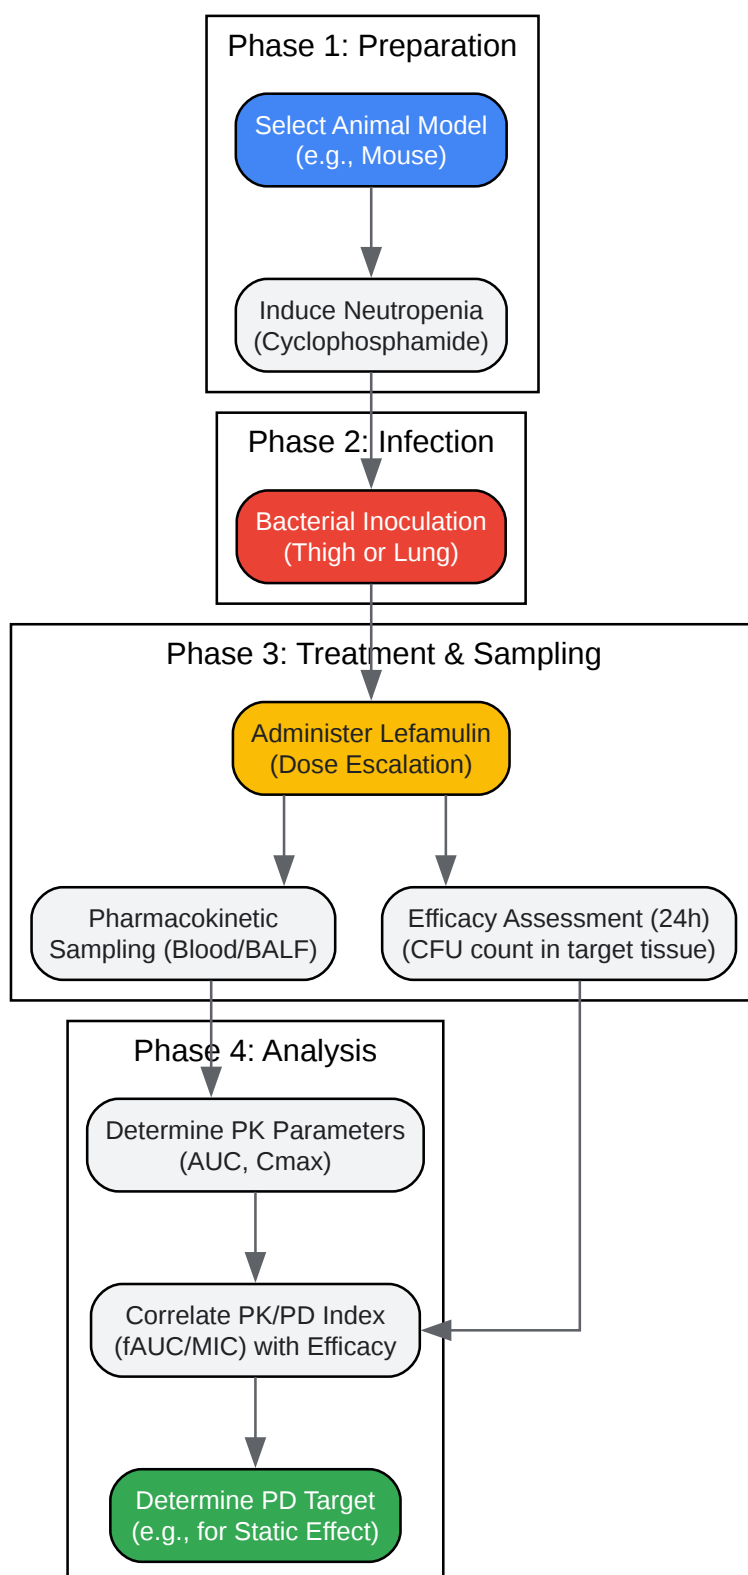 Phase 1: Preparation
Select Animal Model
(e.g., Mouse)
Induce Neutropenia
(Cyclophosphamide)
Phase 2: Infection
Bacterial Inoculation
(Thigh or Lung)
Phase 3: Treatment & Sampling
Administer Lefamulin
(Dose Escalation)
Pharmacokinetic
Sampling (Blood/BALF)
Efficacy Assessment (24h)
(CFU count in target tissue)
Phase 4: Analysis
Determine PK Parameters
(AUC, Cmax)
Correlate PK/PD Index
(fAUC/MIC) with Efficacy
Determine PD Target
(e.g., for Static Effect)